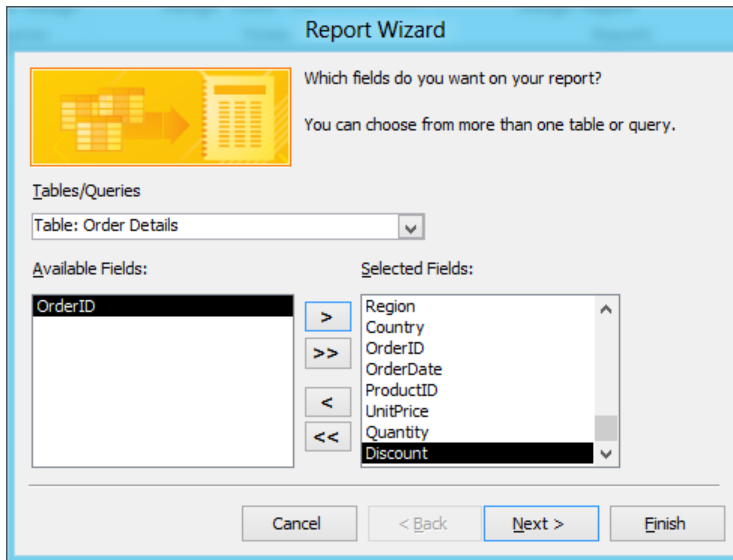 Report Wizard
Which fields do you want on your report?
You can choose from more than one table or query.
Tables/Queries
Table: Order Details
Available Fields:
Selected Fields:
OrderID
>
>>
<
<<
Region
Country
OrderID
OrderDate
ProductID
UnitPrice
Quantity
Discount
Cancel
< Back
Next >
Finish